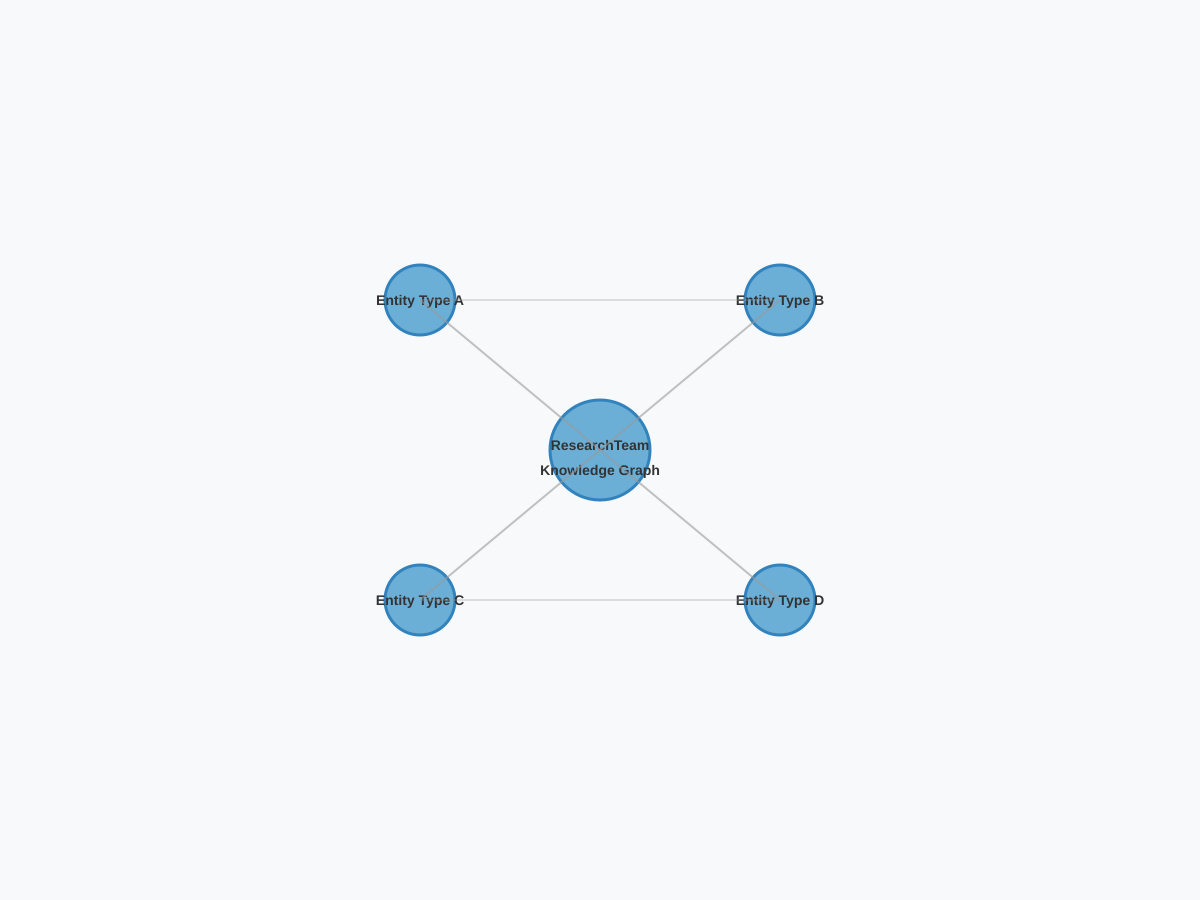 Entity Type A
Entity Type B
ResearchTeam
Knowledge Graph
Entity Type C
Entity Type D